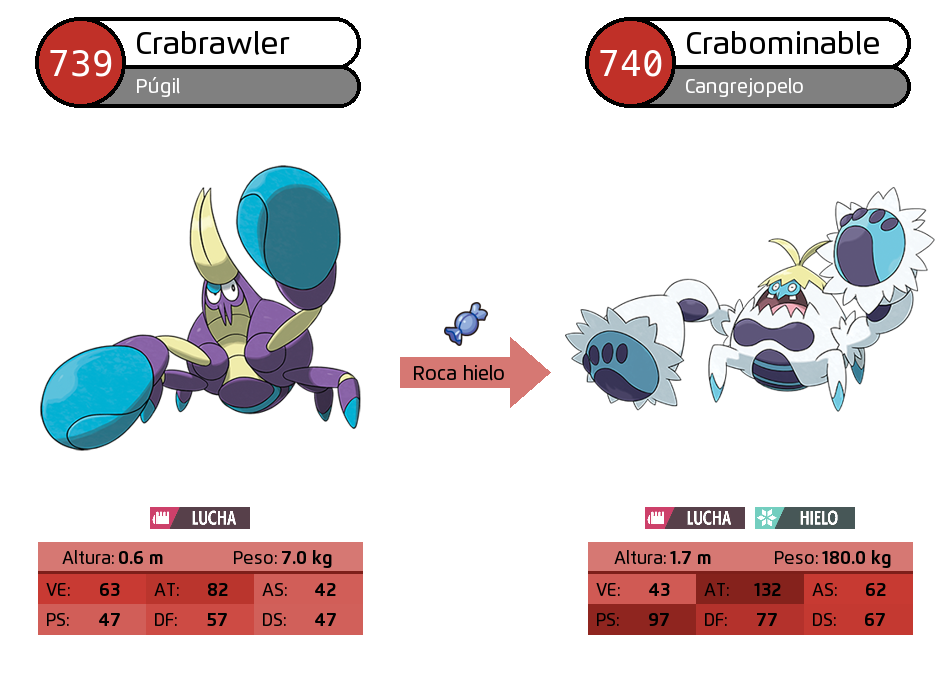 739
Crabrawler
Púgil
740
Crabominable
Cangrejopelo
Roca hielo
LUCHA
Altura: 0.6 m Peso: 7.0 kg
VE: 63 AT: 82 AS: 42
PS: 47 DF: 57 DS: 47
LUCHA HIELO
Altura: 1.7 m Peso: 180.0 kg
VE: 43 AT: 132 AS: 62
PS: 97 DF: 77 DS: 67